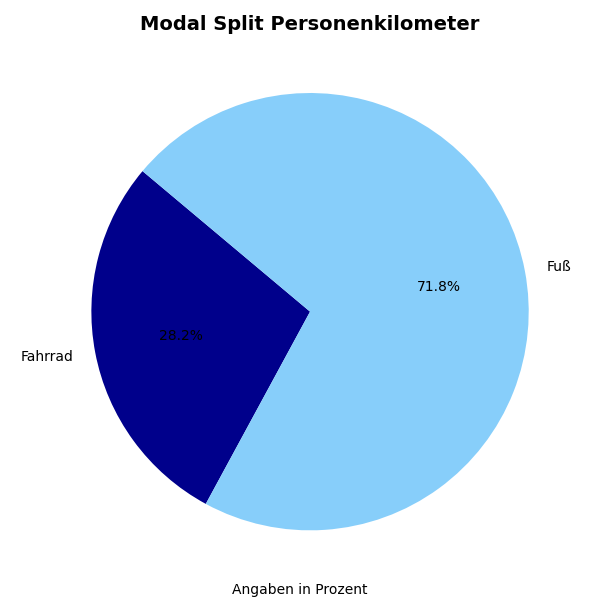 Modal Split Personenkilometer
Fuß
71.8%
28.2%
Fahrrad
Angaben in Prozent